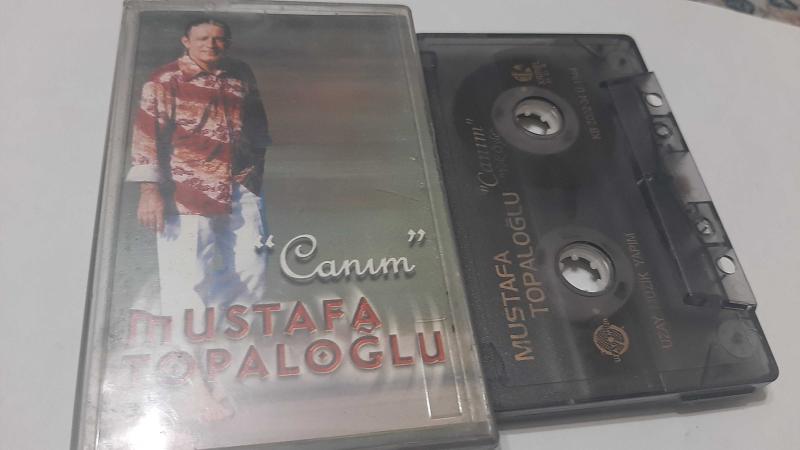 "Canım"
MUSTAFA
TOPALOĞLU
MUSTAFA
TOPALOĞLU
"Canım"
UZAY MÜZİK YAPIM